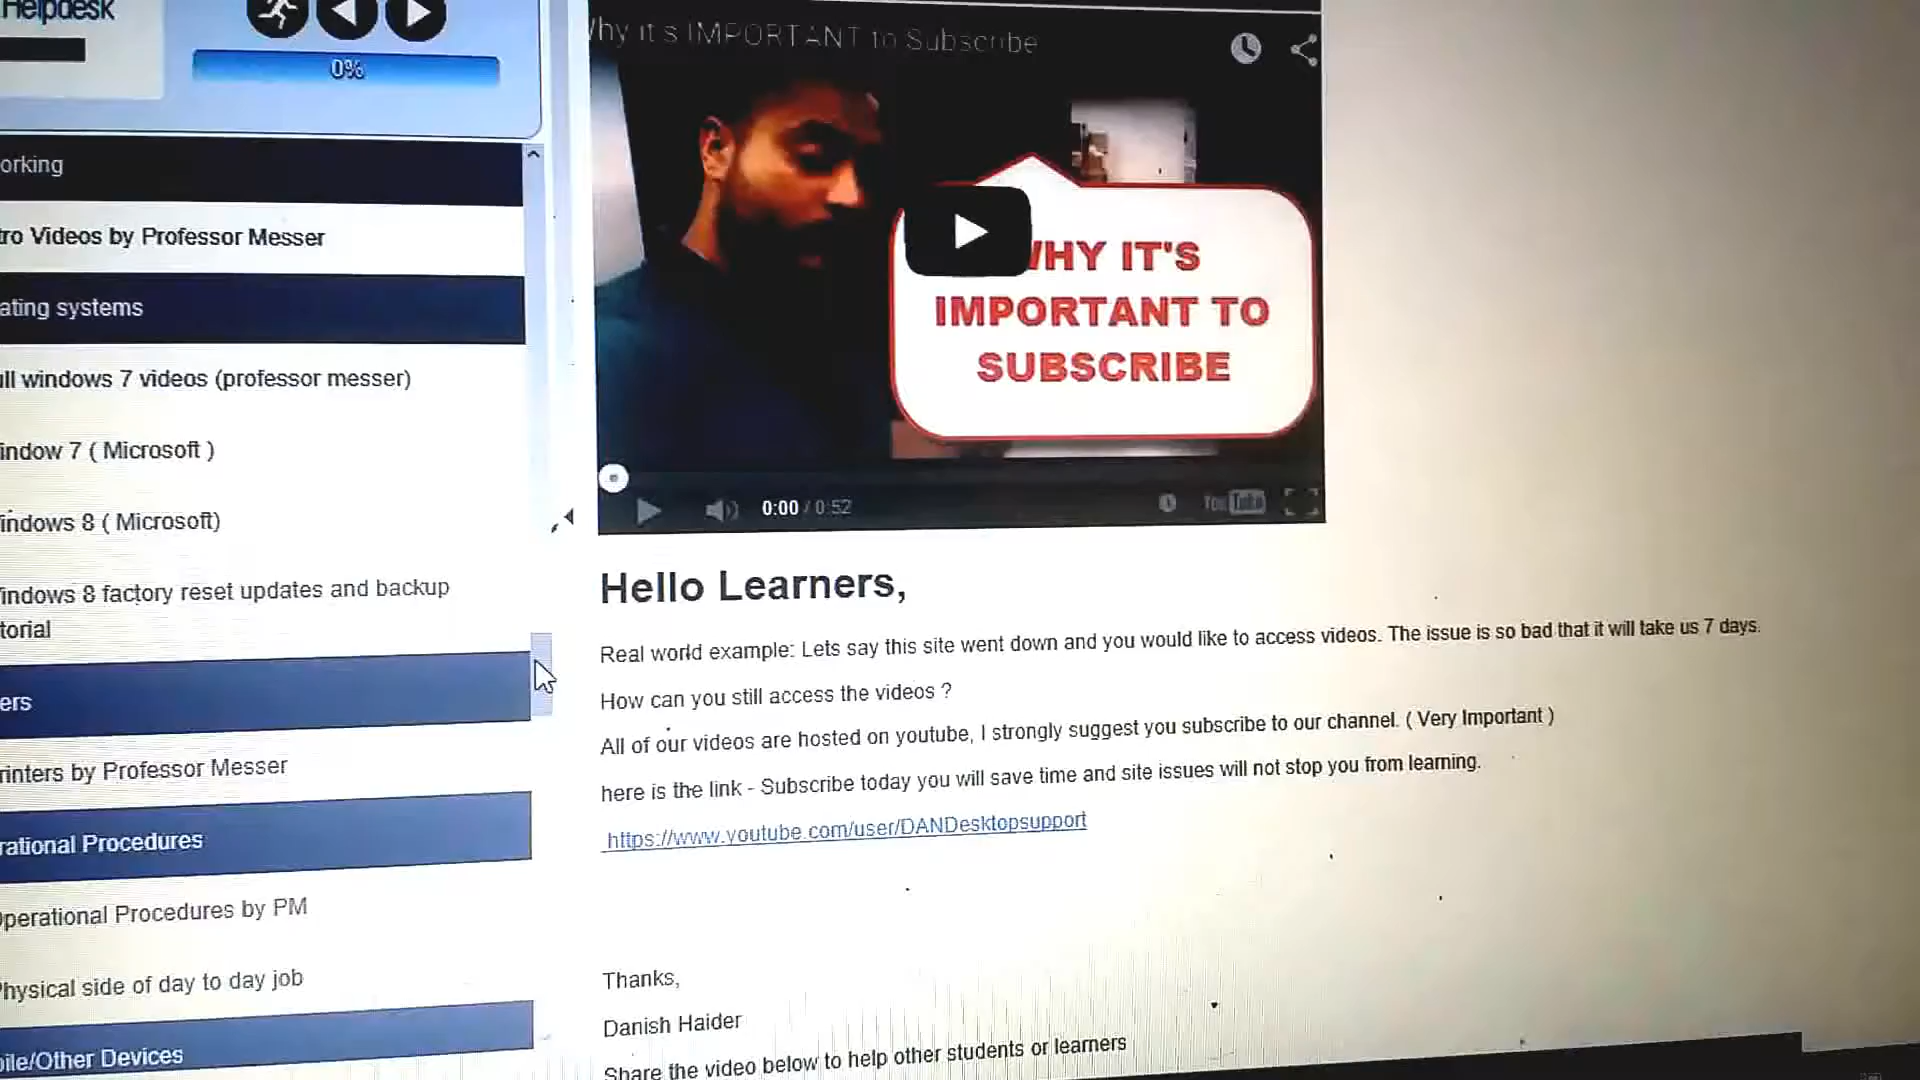 Helpdesk
0%
orking
tro Videos by Professor Messer
ating systems
ull windows 7 videos (professor messer)
indow 7 ( Microsoft )
indows 8 ( Microsoft)
indows 8 factory reset updates and backup
torial
ers
rinters by Professor Messer
rational Procedures
Operational Procedures by PM
Physical side of day to day job
bile/Other Devices
Why it's IMPORTANT to Subscribe
WHY IT'S
IMPORTANT TO
SUBSCRIBE
0:00 / 0:52
YouTube
Hello Learners,
Real world example: Lets say this site went down and you would like to access videos. The issue is so bad that it will take us 7 days.
How can you still access the videos ?
All of our videos are hosted on youtube, I strongly suggest you subscribe to our channel. ( Very Important )
here is the link - Subscribe today you will save time and site issues will not stop you from learning.
https://www.youtube.com/user/DANDesktopsupport
Thanks,
Danish Haider
Share the video below to help other students or learners